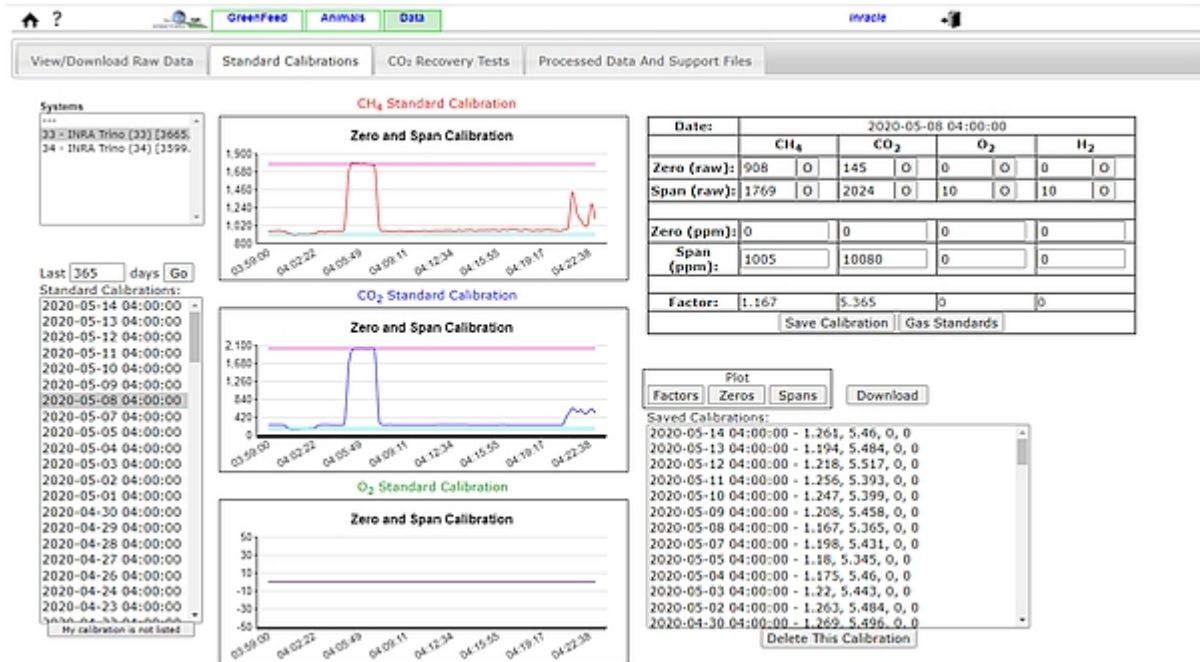 ?
GreenFeed
Animals
Data
inracle
View/Download Raw Data
Standard Calibrations
CO₂ Recovery Tests
Processed Data And Support Files
Systems
---
33 - INRA Trino (33) [3665.
34 - INRA Trino (34) [3599.
Last 365 days Go
Standard Calibrations:
2020-05-14 04:00:00
2020-05-13 04:00:00
2020-05-12 04:00:00
2020-05-11 04:00:00
2020-05-10 04:00:00
2020-05-09 04:00:00
2020-05-08 04:00:00
2020-05-07 04:00:00
2020-05-05 04:00:00
2020-05-04 04:00:00
2020-05-03 04:00:00
2020-05-02 04:00:00
2020-05-01 04:00:00
2020-04-30 04:00:00
2020-04-29 04:00:00
2020-04-28 04:00:00
2020-04-27 04:00:00
2020-04-26 04:00:00
2020-04-24 04:00:00
2020-04-23 04:00:00
My calibration is not listed
CH₄ Standard Calibration
Zero and Span Calibration
1,900
1,680
1,460
1,240
1,020
800
03:59:00 04:02:22 04:05:49 04:09:11 04:12:34 04:15:55 04:19:17 04:22:38
CO₂ Standard Calibration
Zero and Span Calibration
2,100
1,680
1,260
840
420
0
03:59:00 04:02:22 04:05:49 04:09:11 04:12:34 04:15:55 04:19:17 04:22:38
O₂ Standard Calibration
Zero and Span Calibration
50
30
10
-10
-30
-50
03:59:00 04:02:22 04:05:49 04:09:11 04:12:34 04:15:55 04:19:17 04:22:38
Date: 2020-05-08 04:00:00
CH₄ CO₂ O₂ H₂
Zero (raw): 908 O 145 O 0 O 0 O
Span (raw): 1769 O 2024 O 10 O 10 O
Zero (ppm): 0 0 0 0
Span (ppm): 1005 10080 0 0
Factor: 1.167 5.365 0 0
Save Calibration Gas Standards
Plot
Factors Zeros Spans Download
Saved Calibrations:
2020-05-14 04:00:00 - 1.261, 5.46, 0, 0
2020-05-13 04:00:00 - 1.194, 5.484, 0, 0
2020-05-12 04:00:00 - 1.218, 5.517, 0, 0
2020-05-11 04:00:00 - 1.256, 5.393, 0, 0
2020-05-10 04:00:00 - 1.247, 5.399, 0, 0
2020-05-09 04:00:00 - 1.208, 5.458, 0, 0
2020-05-08 04:00:00 - 1.167, 5.365, 0, 0
2020-05-07 04:00:00 - 1.198, 5.431, 0, 0
2020-05-05 04:00:00 - 1.18, 5.345, 0, 0
2020-05-04 04:00:00 - 1.175, 5.46, 0, 0
2020-05-03 04:00:00 - 1.22, 5.443, 0, 0
2020-05-02 04:00:00 - 1.263, 5.484, 0, 0
2020-04-30 04:00:00 - 1.269, 5.496, 0, 0
Delete This Calibration